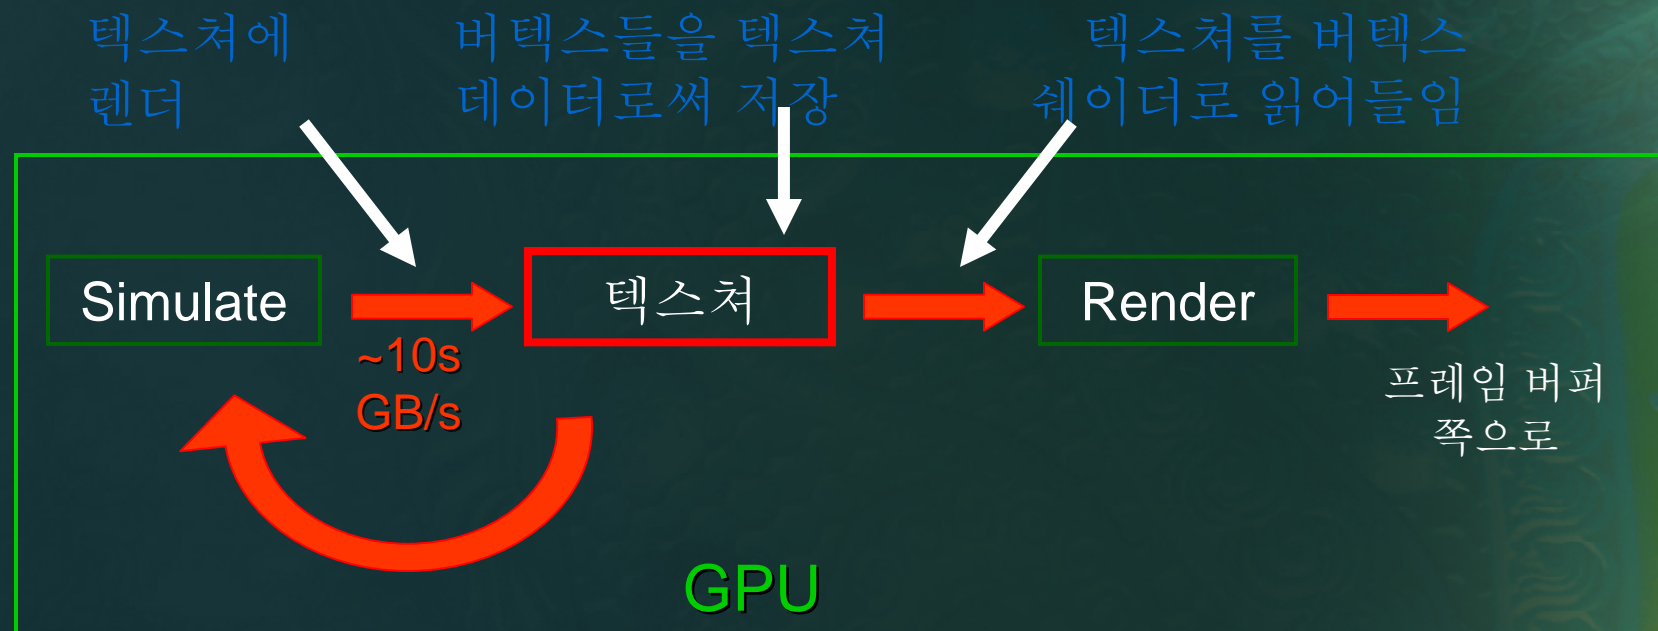 텍스쳐에
렌더
버텍스들을 텍스쳐
데이터로써 저장
텍스쳐를 버텍스
쉐이더로 읽어들임
Simulate
~10s
GB/s
텍스쳐
Render
프레임 버퍼
쪽으로
GPU